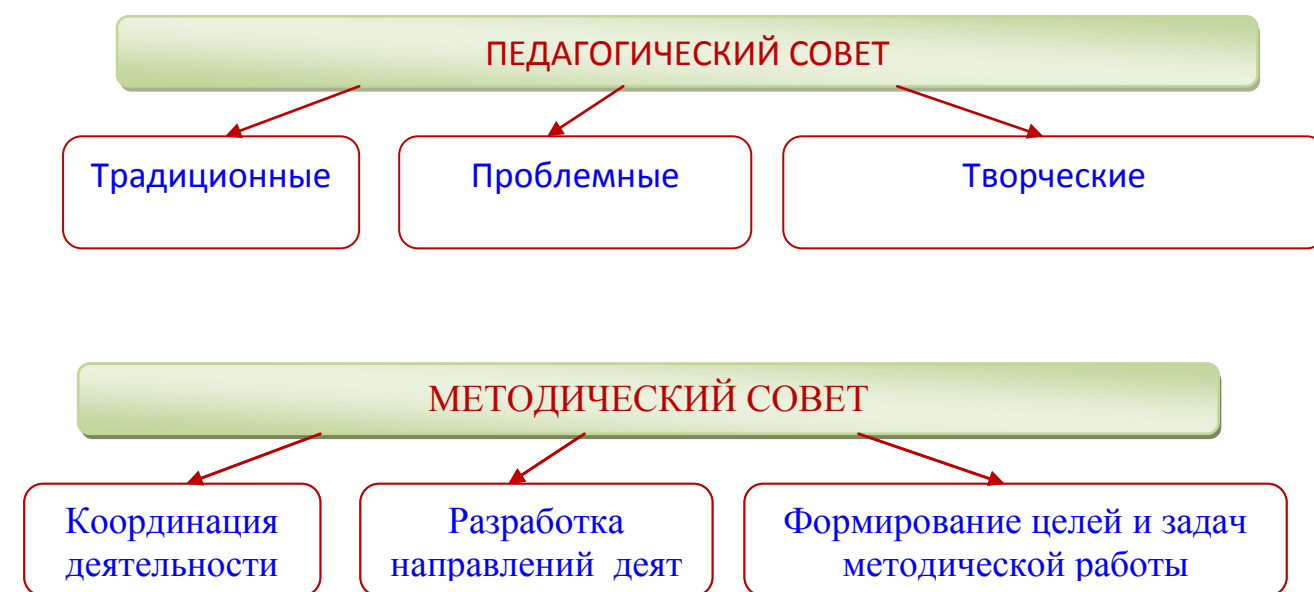 ПЕДАГОГИЧЕСКИЙ СОВЕТ
Традиционные
Проблемные
Творческие
МЕТОДИЧЕСКИЙ СОВЕТ
Координация
деятельности
Разработка
направлений деят
Формирование целей и задач
методической работы